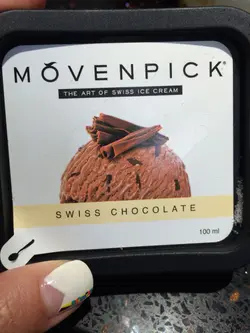 MÖVENPICK®
THE ART OF SWISS ICE CREAM
SWISS CHOCOLATE
100 ml